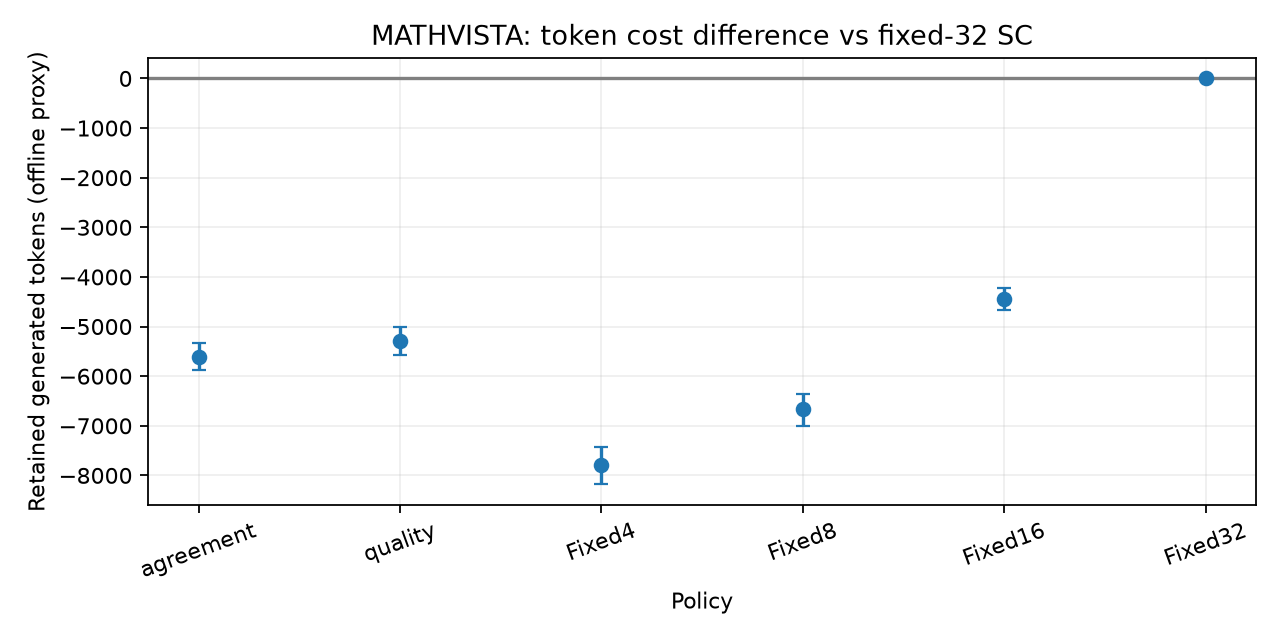 MATHVISTA: token cost difference vs fixed-32 SC
Retained generated tokens (offline proxy)
0
−1000
−2000
−3000
−4000
−5000
−6000
−7000
−8000
agreement
quality
Fixed4
Fixed8
Fixed16
Fixed32
Policy